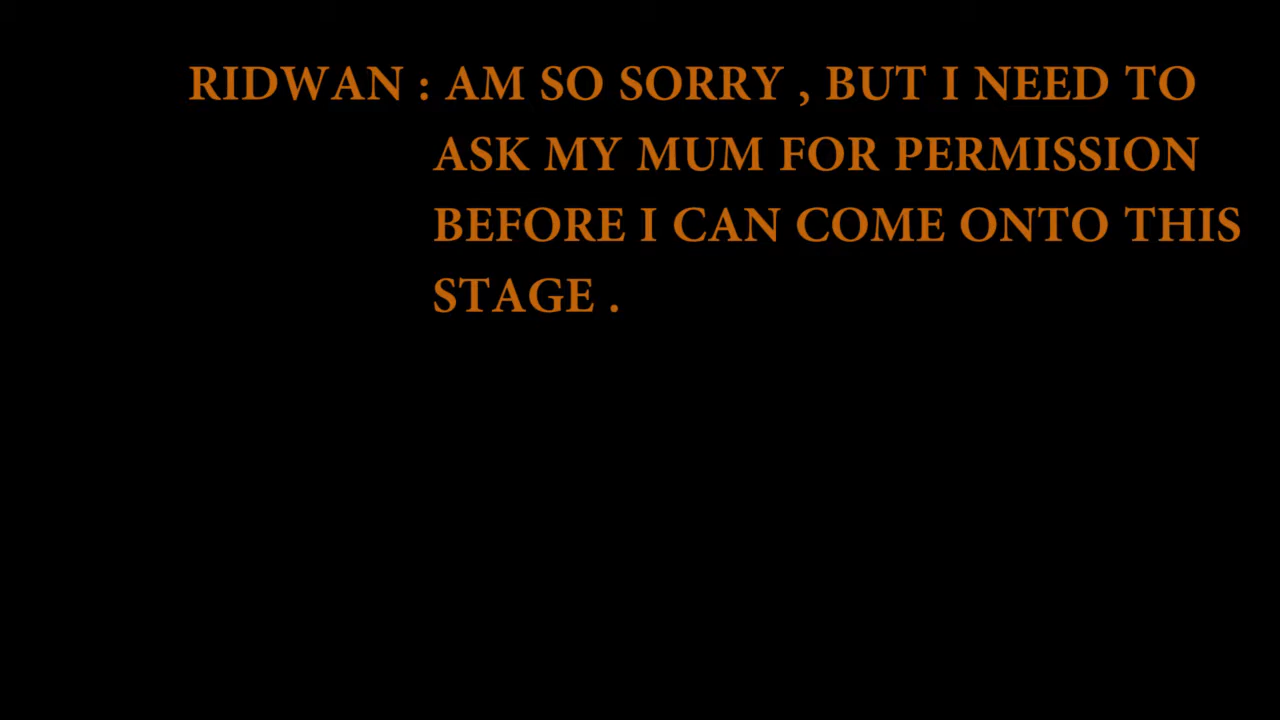 RIDWAN : AM SO SORRY , BUT I NEED TO
ASK MY MUM FOR PERMISSION
BEFORE I CAN COME ONTO THIS
STAGE .